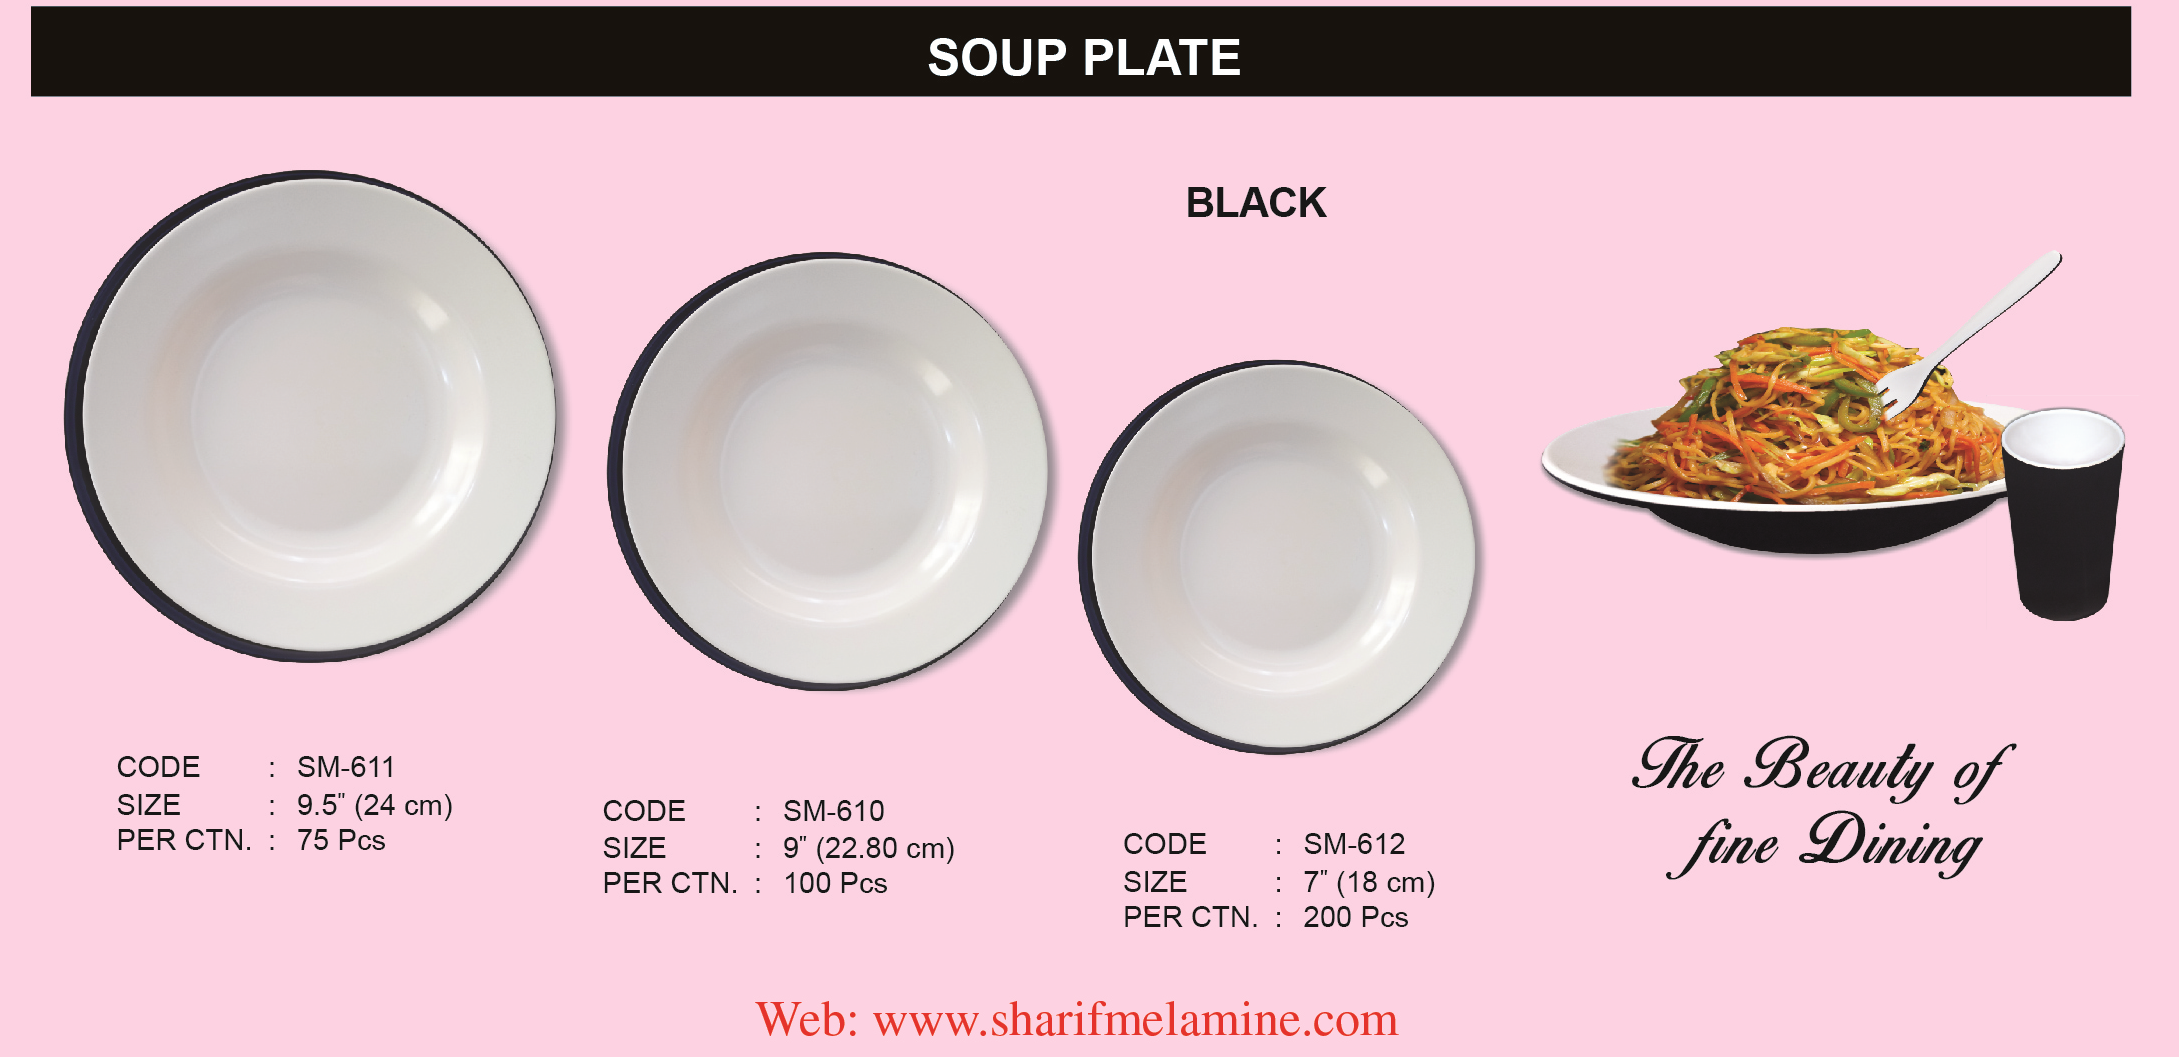 SOUP PLATE
BLACK
CODE : SM-611
SIZE : 9.5" (24 cm)
PER CTN. : 75 Pcs
CODE : SM-610
SIZE : 9" (22.80 cm)
PER CTN. : 100 Pcs
CODE : SM-612
SIZE : 7" (18 cm)
PER CTN. : 200 Pcs
The Beauty of
fine Dining
Web: www.sharifmelamine.com